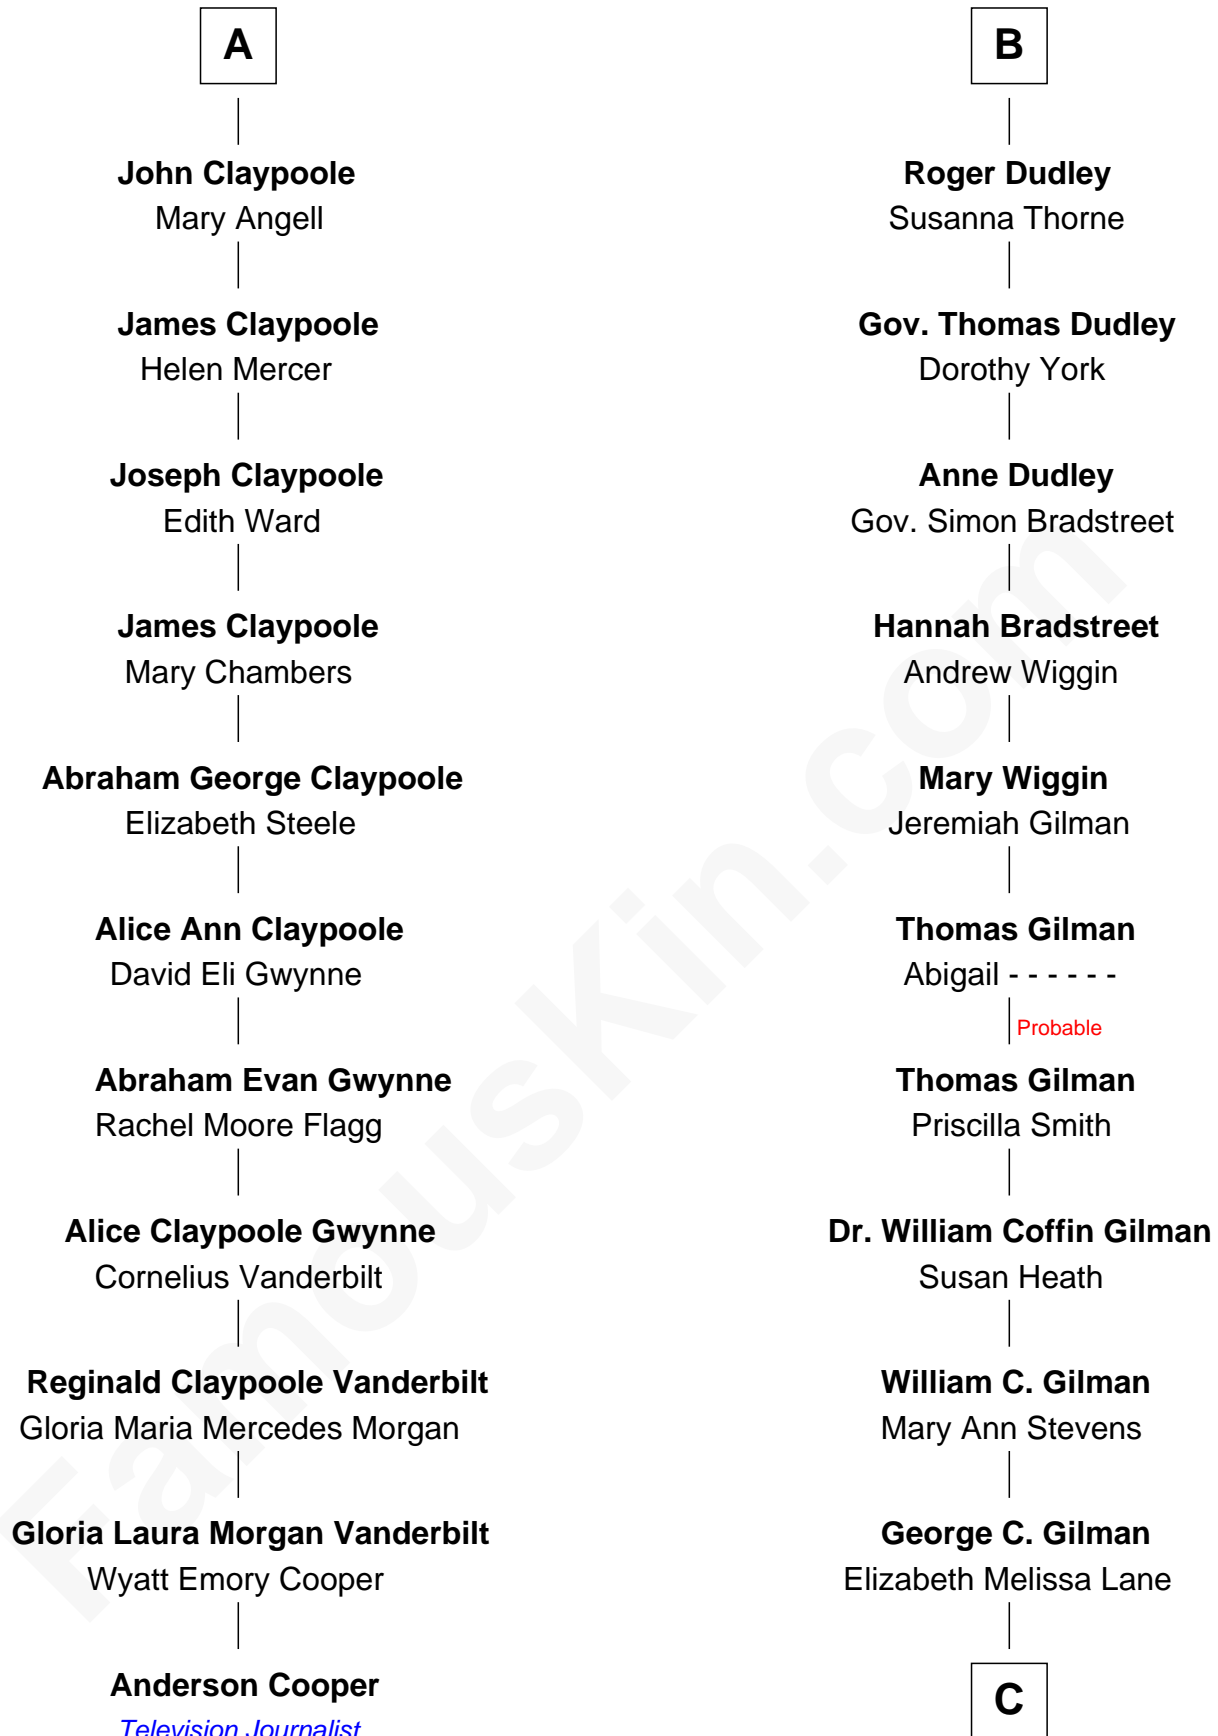 A
John Claypoole
Mary Angell
James Claypoole
Helen Mercer
Joseph Claypoole
Edith Ward
James Claypoole
Mary Chambers
Abraham George Claypoole
Elizabeth Steele
Alice Ann Claypoole
David Eli Gwynne
Abraham Evan Gwynne
Rachel Moore Flagg
Alice Claypoole Gwynne
Cornelius Vanderbilt
Reginald Claypoole Vanderbilt
Gloria Maria Mercedes Morgan
Gloria Laura Morgan Vanderbilt
Wyatt Emory Cooper
Anderson Cooper
Television Journalist
B
Roger Dudley
Susanna Thorne
Gov. Thomas Dudley
Dorothy York
Anne Dudley
Gov. Simon Bradstreet
Hannah Bradstreet
Andrew Wiggin
Mary Wiggin
Jeremiah Gilman
Thomas Gilman
Abigail - - - - - -
Probable
Thomas Gilman
Priscilla Smith
Dr. William Coffin Gilman
Susan Heath
William C. Gilman
Mary Ann Stevens
George C. Gilman
Elizabeth Melissa Lane
C
FamousKin.com